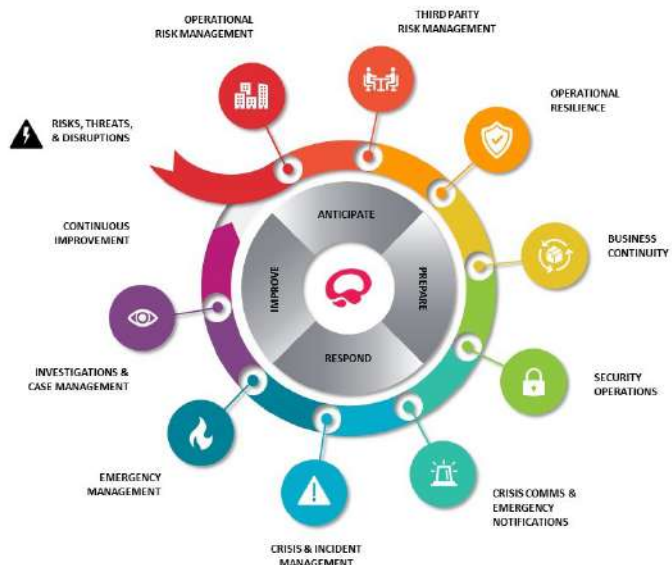 OPERATIONAL
RISK MANAGEMENT
THIRD PARTY
RISK MANAGEMENT
OPERATIONAL
RESILIENCE
RISKS, THREATS,
& DISRUPTIONS
CONTINUOUS
IMPROVEMENT
ANTICIPATE
BUSINESS
CONTINUITY
IMPROVE
PREPARE
RESPOND
INVESTIGATIONS &
CASE MANAGEMENT
SECURITY
OPERATIONS
EMERGENCY
MANAGEMENT
CRISIS COMMS &
EMERGENCY
NOTIFICATIONS
CRISIS & INCIDENT
MANAGEMENT